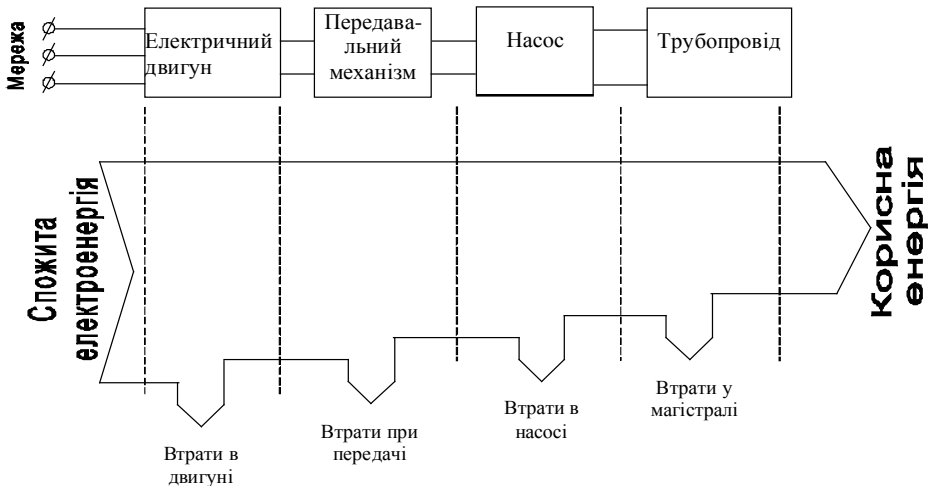 Мережа
Електричний
двигун
Передава-
льний
механізм
Насос
Трубопровід
Спожита
електроенергія
Корисна
енергія
Втрати в
двигуні
Втрати при
передачі
Втрати в
насосі
Втрати у
магістралі